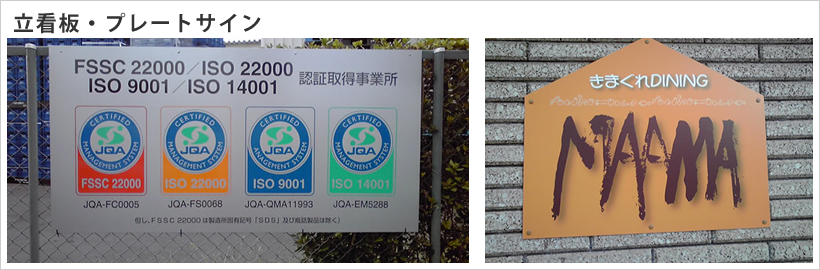 立看板・プレートサイン
FSSC 22000／ISO 22000
ISO 9001／ISO 14001
認証取得事業所
CERTIFIED
JQA
MANAGEMENT SYSTEM
FSSC 22000
JQA-FC0005
CERTIFIED
JQA
MANAGEMENT SYSTEM
ISO 22000
JQA-FS0068
CERTIFIED
JQA
MANAGEMENT SYSTEM
ISO 9001
JQA-QMA11993
CERTIFIED
JQA
MANAGEMENT SYSTEM
ISO 14001
JQA-EM5288
きまぐれDINING
MAAMA